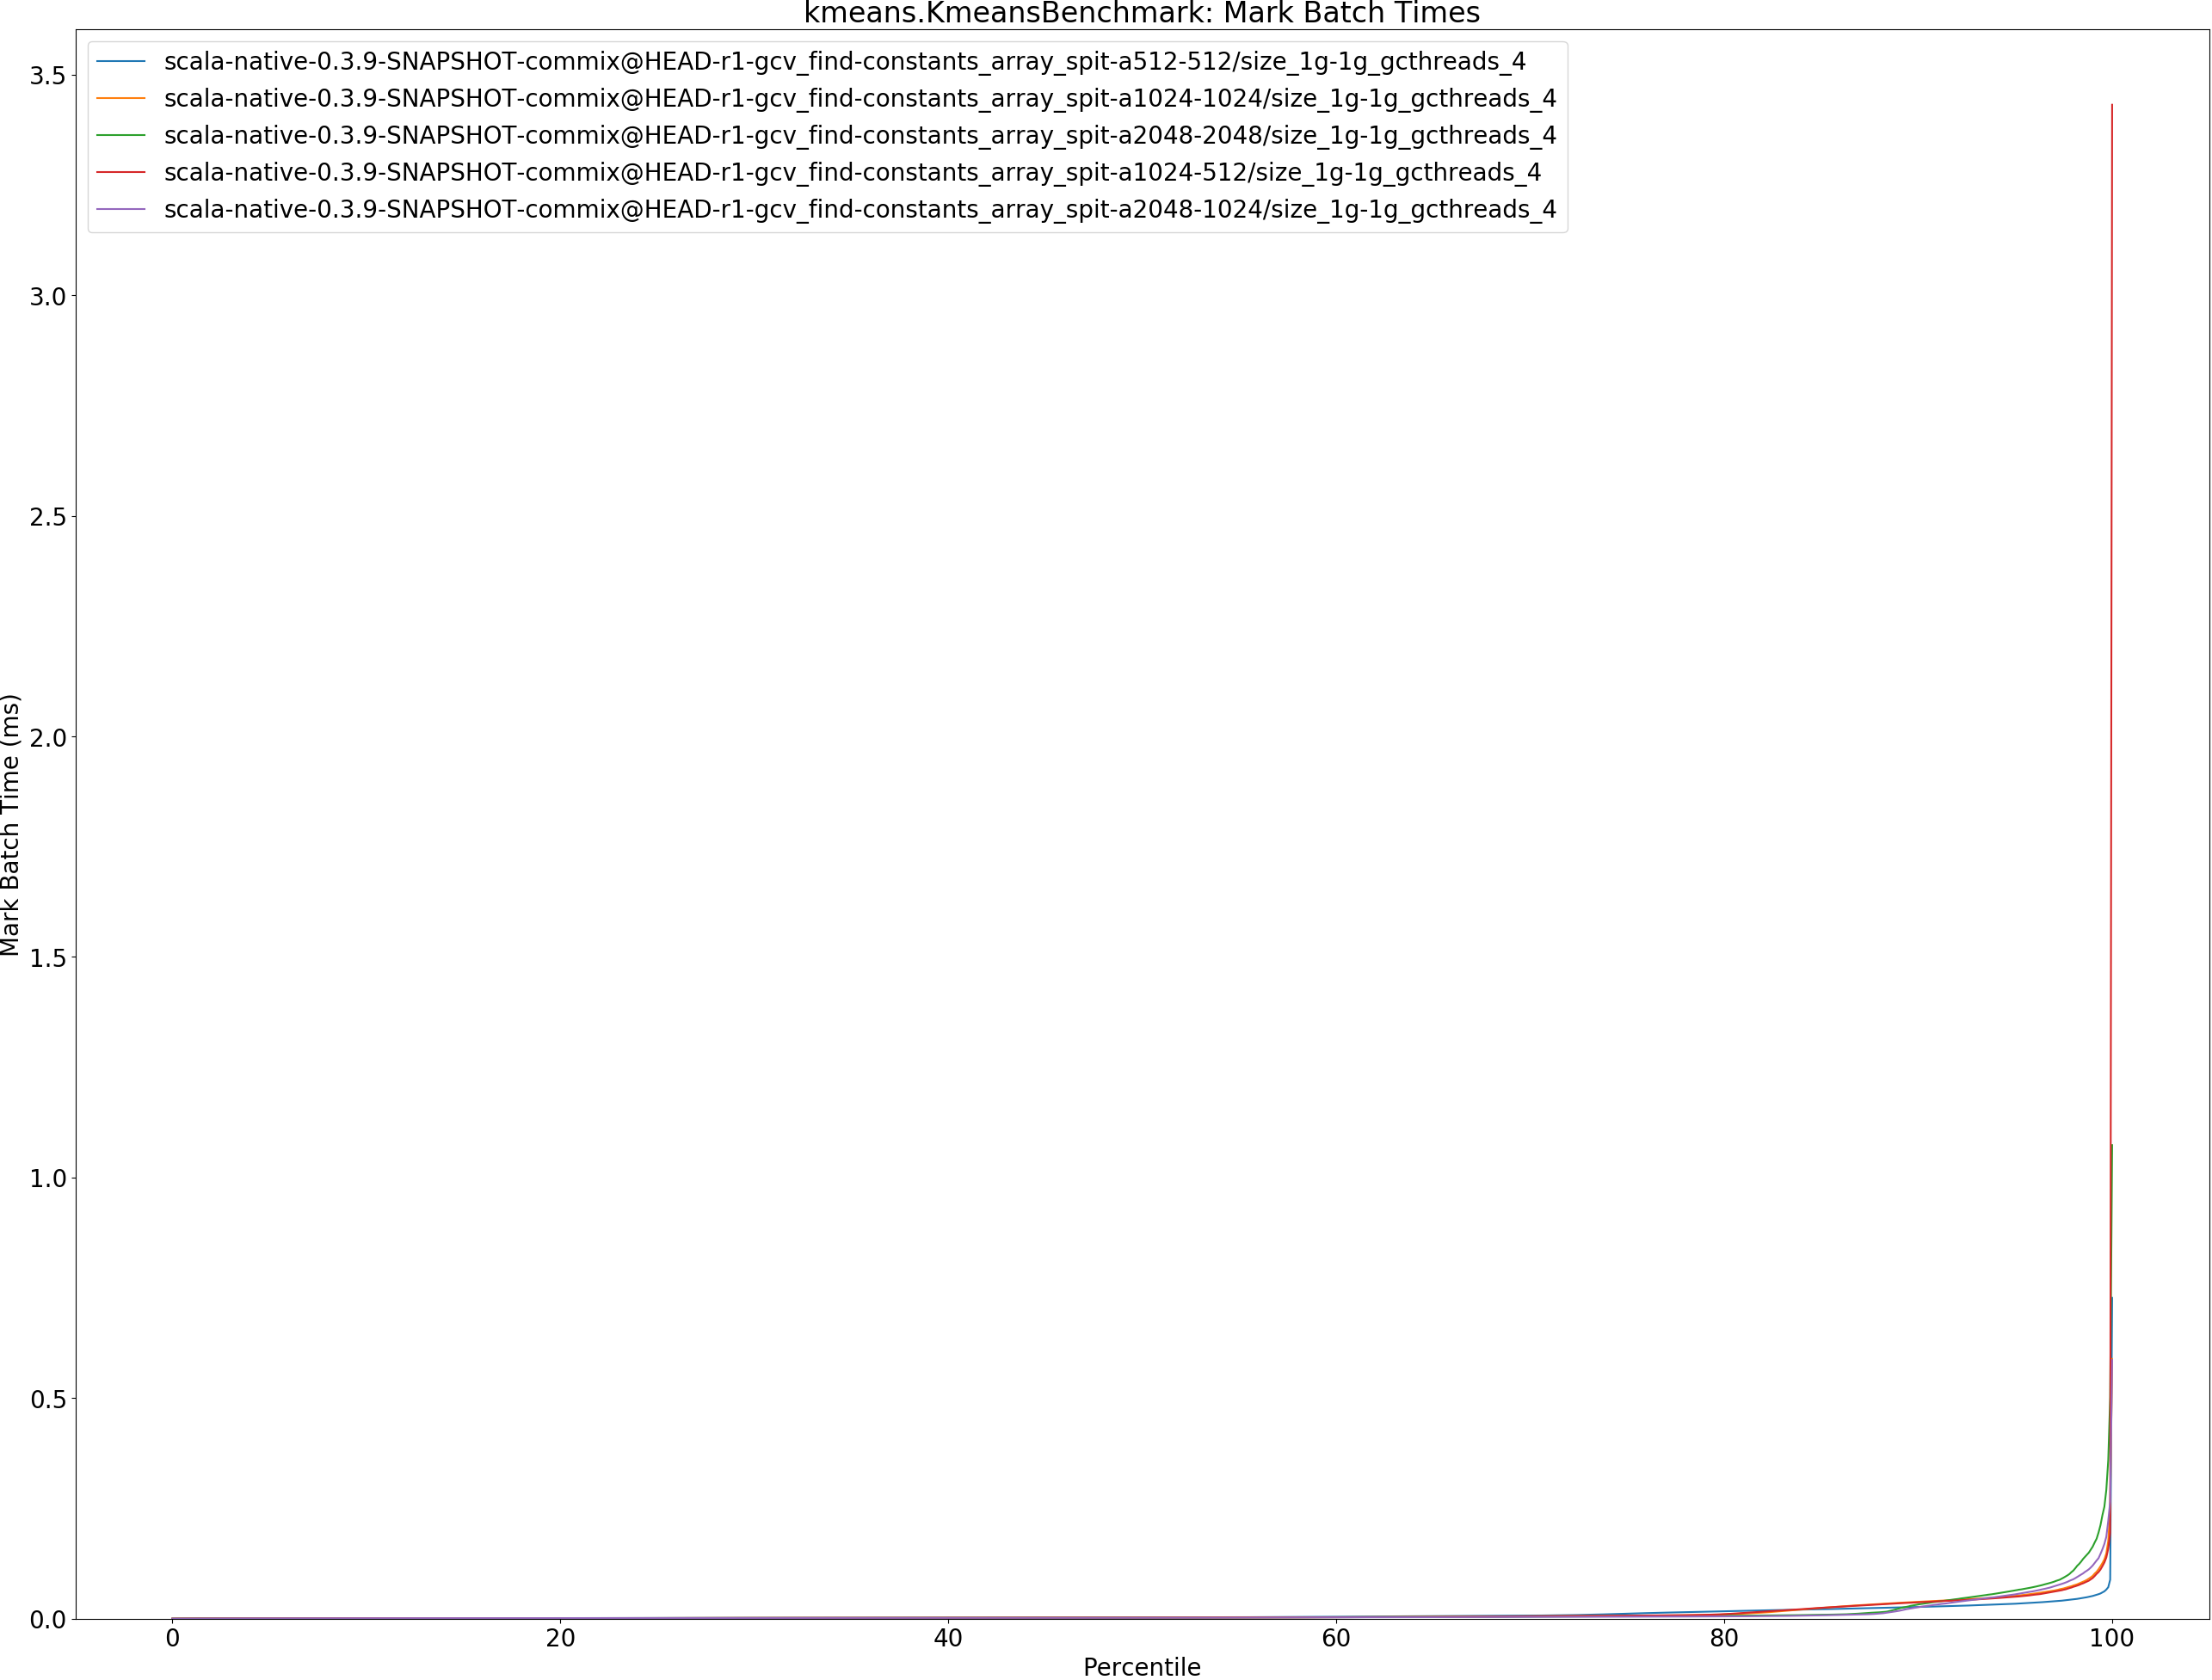 kmeans.KmeansBenchmark: Mark Batch Times
scala-native-0.3.9-SNAPSHOT-commix@HEAD-r1-gcv_find-constants_array_spit-a512-512/size_1g-1g_gcthreads_4
scala-native-0.3.9-SNAPSHOT-commix@HEAD-r1-gcv_find-constants_array_spit-a1024-1024/size_1g-1g_gcthreads_4
scala-native-0.3.9-SNAPSHOT-commix@HEAD-r1-gcv_find-constants_array_spit-a2048-2048/size_1g-1g_gcthreads_4
scala-native-0.3.9-SNAPSHOT-commix@HEAD-r1-gcv_find-constants_array_spit-a1024-512/size_1g-1g_gcthreads_4
scala-native-0.3.9-SNAPSHOT-commix@HEAD-r1-gcv_find-constants_array_spit-a2048-1024/size_1g-1g_gcthreads_4
3.5
3.0
2.5
2.0
1.5
1.0
0.5
0.0
Mark Batch Time (ms)
0 20 40 60 80 100
Percentile